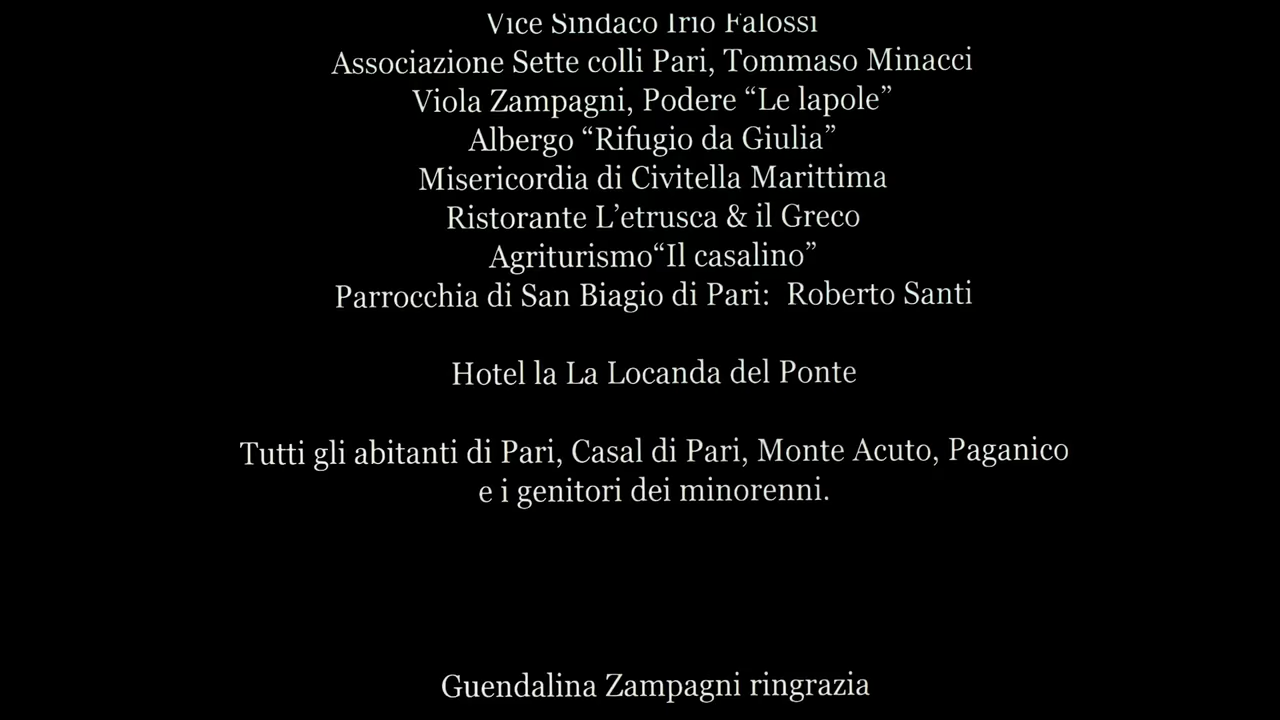 Vice Sindaco Irio Falossi
Associazione Sette colli Pari, Tommaso Minacci
Viola Zampagni, Podere “Le lapole”
Albergo “Rifugio da Giulia”
Misericordia di Civitella Marittima
Ristorante L’etrusca & il Greco
Agriturismo“Il casalino”
Parrocchia di San Biagio di Pari:  Roberto Santi
Hotel la La Locanda del Ponte
Tutti gli abitanti di Pari, Casal di Pari, Monte Acuto, Paganico
e i genitori dei minorenni.
Guendalina Zampagni ringrazia